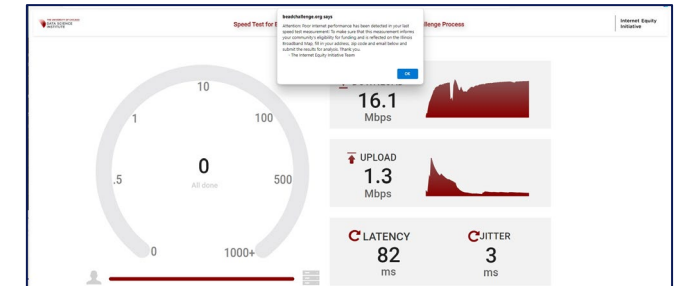 THE UNIVERSITY OF CHICAGO
DATA SCIENCE
INSTITUTE
Speed Test for
llenge Process
Internet Equity
Initiative
beadchallenge.org says
Attention: Poor internet performance has been detected in your last
speed test measurement. To make sure that this measurement informs
your community's eligibility for funding and is reflected on the Illinois
Broadband Map, fill in your address, zip code and email below and
submit the results for analysis. Thank you.
- The Internet Equity Initiative Team
OK
16.1
Mbps
UPLOAD
1.3
Mbps
LATENCY
82
ms
JITTER
3
ms
0
.5
1
10
100
500
1000+
0
All done